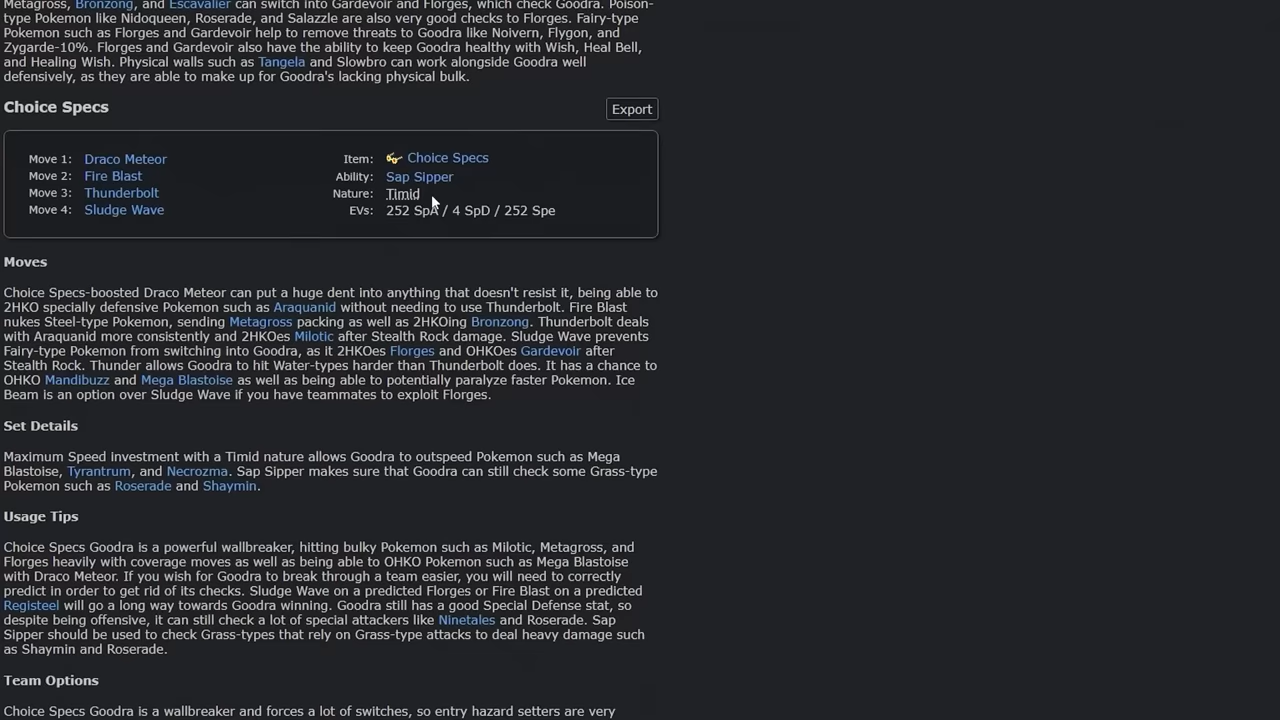 Metagross, Bronzong, and Escavalier can switch into Gardevoir and Florges, which check Goodra. Poison-
type Pokemon like Nidoqueen, Roserade, and Salazzle are also very good checks to Florges. Fairy-type
Pokemon such as Florges and Gardevoir help to remove threats to Goodra like Noivern, Flygon, and
Zygarde-10%. Florges and Gardevoir also have the ability to keep Goodra healthy with Wish, Heal Bell,
and Healing Wish. Physical walls such as Tangela and Slowbro can work alongside Goodra well
defensively, as they are able to make up for Goodra's lacking physical bulk.
Choice Specs
Export
Move 1: Draco Meteor
Move 2: Fire Blast
Move 3: Thunderbolt
Move 4: Sludge Wave
Item: Choice Specs
Ability: Sap Sipper
Nature: Timid
EVs: 252 SpA / 4 SpD / 252 Spe
Moves
Choice Specs-boosted Draco Meteor can put a huge dent into anything that doesn't resist it, being able to
2HKO specially defensive Pokemon such as Araquanid without needing to use Thunderbolt. Fire Blast
nukes Steel-type Pokemon, sending Metagross packing as well as 2HKOing Bronzong. Thunderbolt deals
with Araquanid more consistently and 2HKOes Milotic after Stealth Rock damage. Sludge Wave prevents
Fairy-type Pokemon from switching into Goodra, as it 2HKOes Florges and OHKOes Gardevoir after
Stealth Rock. Thunder allows Goodra to hit Water-types harder than Thunderbolt does. It has a chance to
OHKO Mandibuzz and Mega Blastoise as well as being able to potentially paralyze faster Pokemon. Ice
Beam is an option over Sludge Wave if you have teammates to exploit Florges.
Set Details
Maximum Speed investment with a Timid nature allows Goodra to outspeed Pokemon such as Mega
Blastoise, Tyrantrum, and Necrozma. Sap Sipper makes sure that Goodra can still check some Grass-type
Pokemon such as Roserade and Shaymin.
Usage Tips
Choice Specs Goodra is a powerful wallbreaker, hitting bulky Pokemon such as Milotic, Metagross, and
Florges heavily with coverage moves as well as being able to OHKO Pokemon such as Mega Blastoise
with Draco Meteor. If you wish for Goodra to break through a team easier, you will need to correctly
predict in order to get rid of its checks. Sludge Wave on a predicted Florges or Fire Blast on a predicted
Registeel will go a long way towards Goodra winning. Goodra still has a good Special Defense stat, so
despite being offensive, it can still check a lot of special attackers like Ninetales and Roserade. Sap
Sipper should be used to check Grass-types that rely on Grass-type attacks to deal heavy damage such
as Shaymin and Roserade.
Team Options
Choice Specs Goodra is a wallbreaker and forces a lot of switches, so entry hazard setters are very